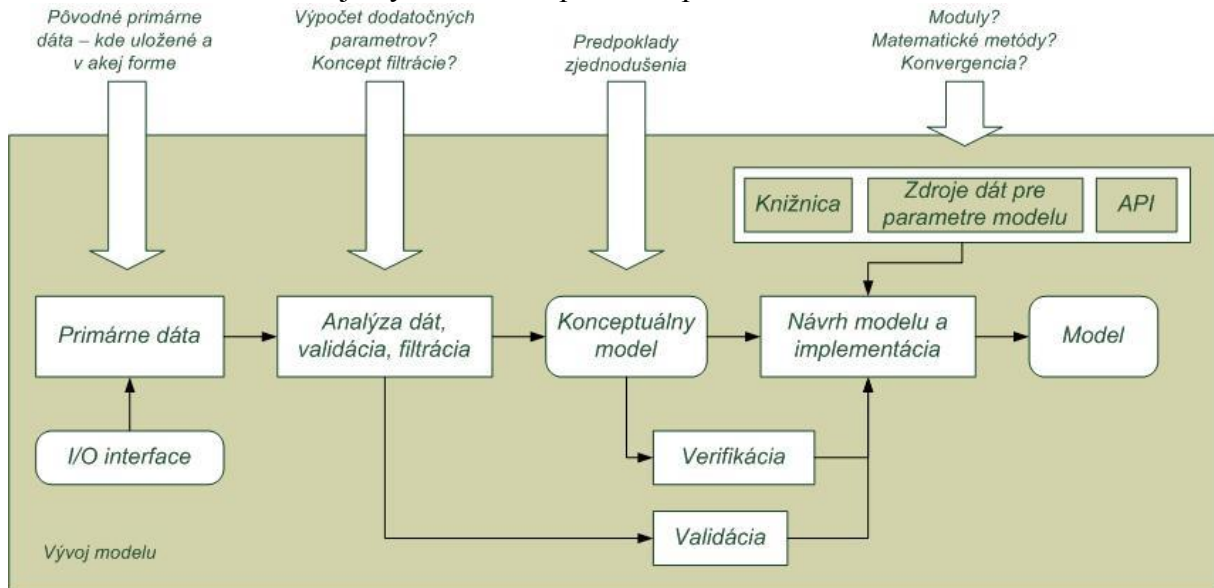 Pôvodné primárne
dáta – kde uložené a
v akej forme
Výpočet dodatočných
parametrov?
Koncept filtrácie?
Predpoklady
zjednodušenia
Moduly?
Matematické metódy?
Konvergencia?
Knižnica
Zdroje dát pre
parametre modelu
API
Primárne dáta
Analýza dát,
validácia, filtrácia
Konceptuálny
model
Návrh modelu a
implementácia
Model
I/O interface
Verifikácia
Validácia
Vývoj modelu